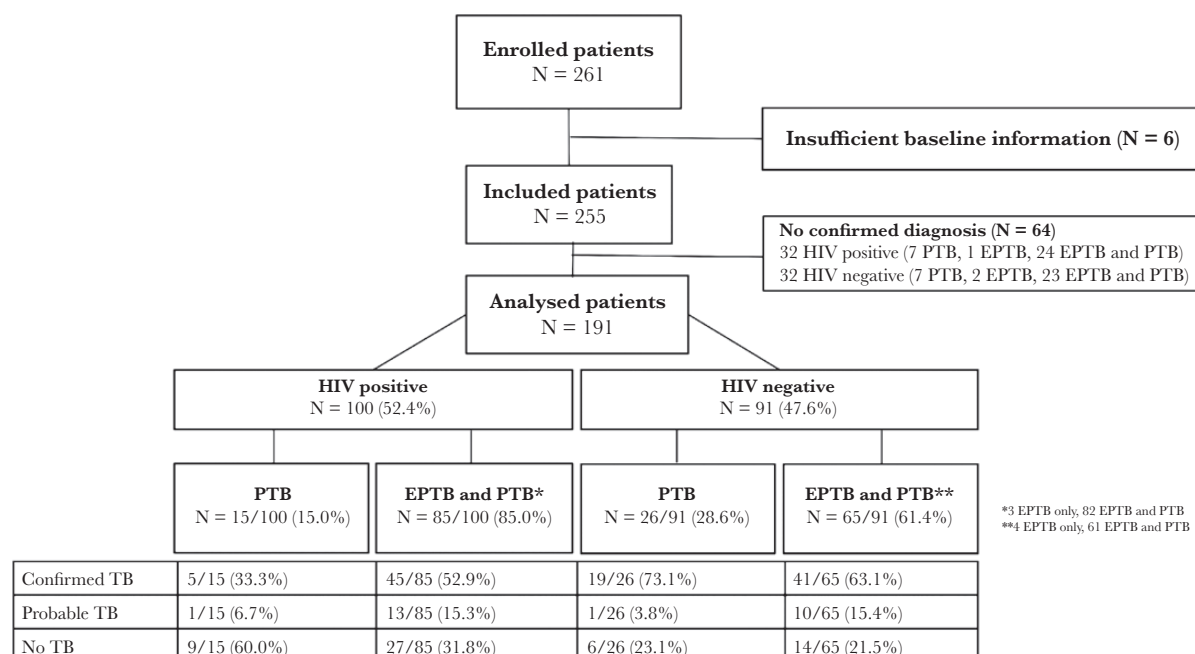 Enrolled patients
N = 261
Insufficient baseline information (N = 6)
Included patients
N = 255
No confirmed diagnosis (N = 64)
32 HIV positive (7 PTB, 1 EPTB, 24 EPTB and PTB)
32 HIV negative (7 PTB, 2 EPTB, 23 EPTB and PTB)
Analysed patients
N = 191
HIV positive
N = 100 (52.4%)
HIV negative
N = 91 (47.6%)
PTB
N = 15/100 (15.0%)
EPTB and PTB*
N = 85/100 (85.0%)
PTB
N = 26/91 (28.6%)
EPTB and PTB**
N = 65/91 (61.4%)
*3 EPTB only, 82 EPTB and PTB
**4 EPTB only, 61 EPTB and PTB
Confirmed TB 5/15 (33.3%) 45/85 (52.9%) 19/26 (73.1%) 41/65 (63.1%)
Probable TB 1/15 (6.7%) 13/85 (15.3%) 1/26 (3.8%) 10/65 (15.4%)
No TB 9/15 (60.0%) 27/85 (31.8%) 6/26 (23.1%) 14/65 (21.5%)